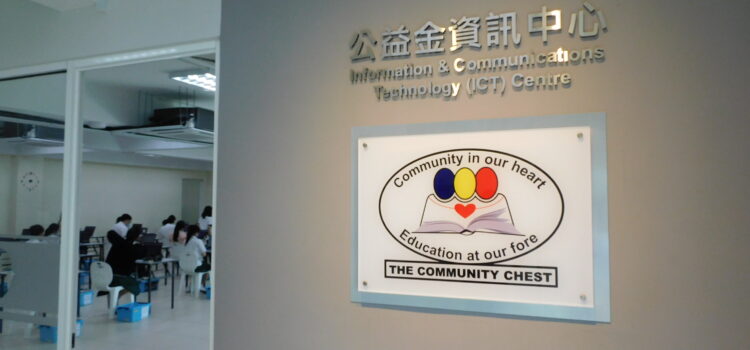 公益金資訊中心
Information & Communications
Technology (ICT) Centre
Community in our heart
Education at our fore
THE COMMUNITY CHEST